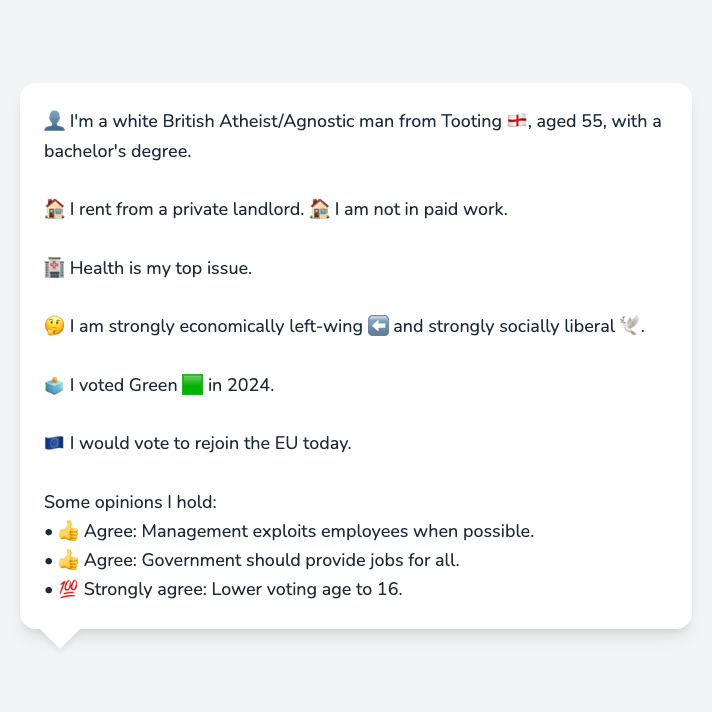 👤 I'm a white British Atheist/Agnostic man from Tooting 🏴󠁧󠁢󠁥󠁮󠁧󠁿, aged 55, with a
bachelor's degree.
🏠 I rent from a private landlord. 🏠 I am not in paid work.
🏥 Health is my top issue.
🤔 I am strongly economically left-wing ⬅️ and strongly socially liberal 🕊️.
🗳️ I voted Green 🟩 in 2024.
🇪🇺 I would vote to rejoin the EU today.
Some opinions I hold:
• 👍 Agree: Management exploits employees when possible.
• 👍 Agree: Government should provide jobs for all.
• 💯 Strongly agree: Lower voting age to 16.